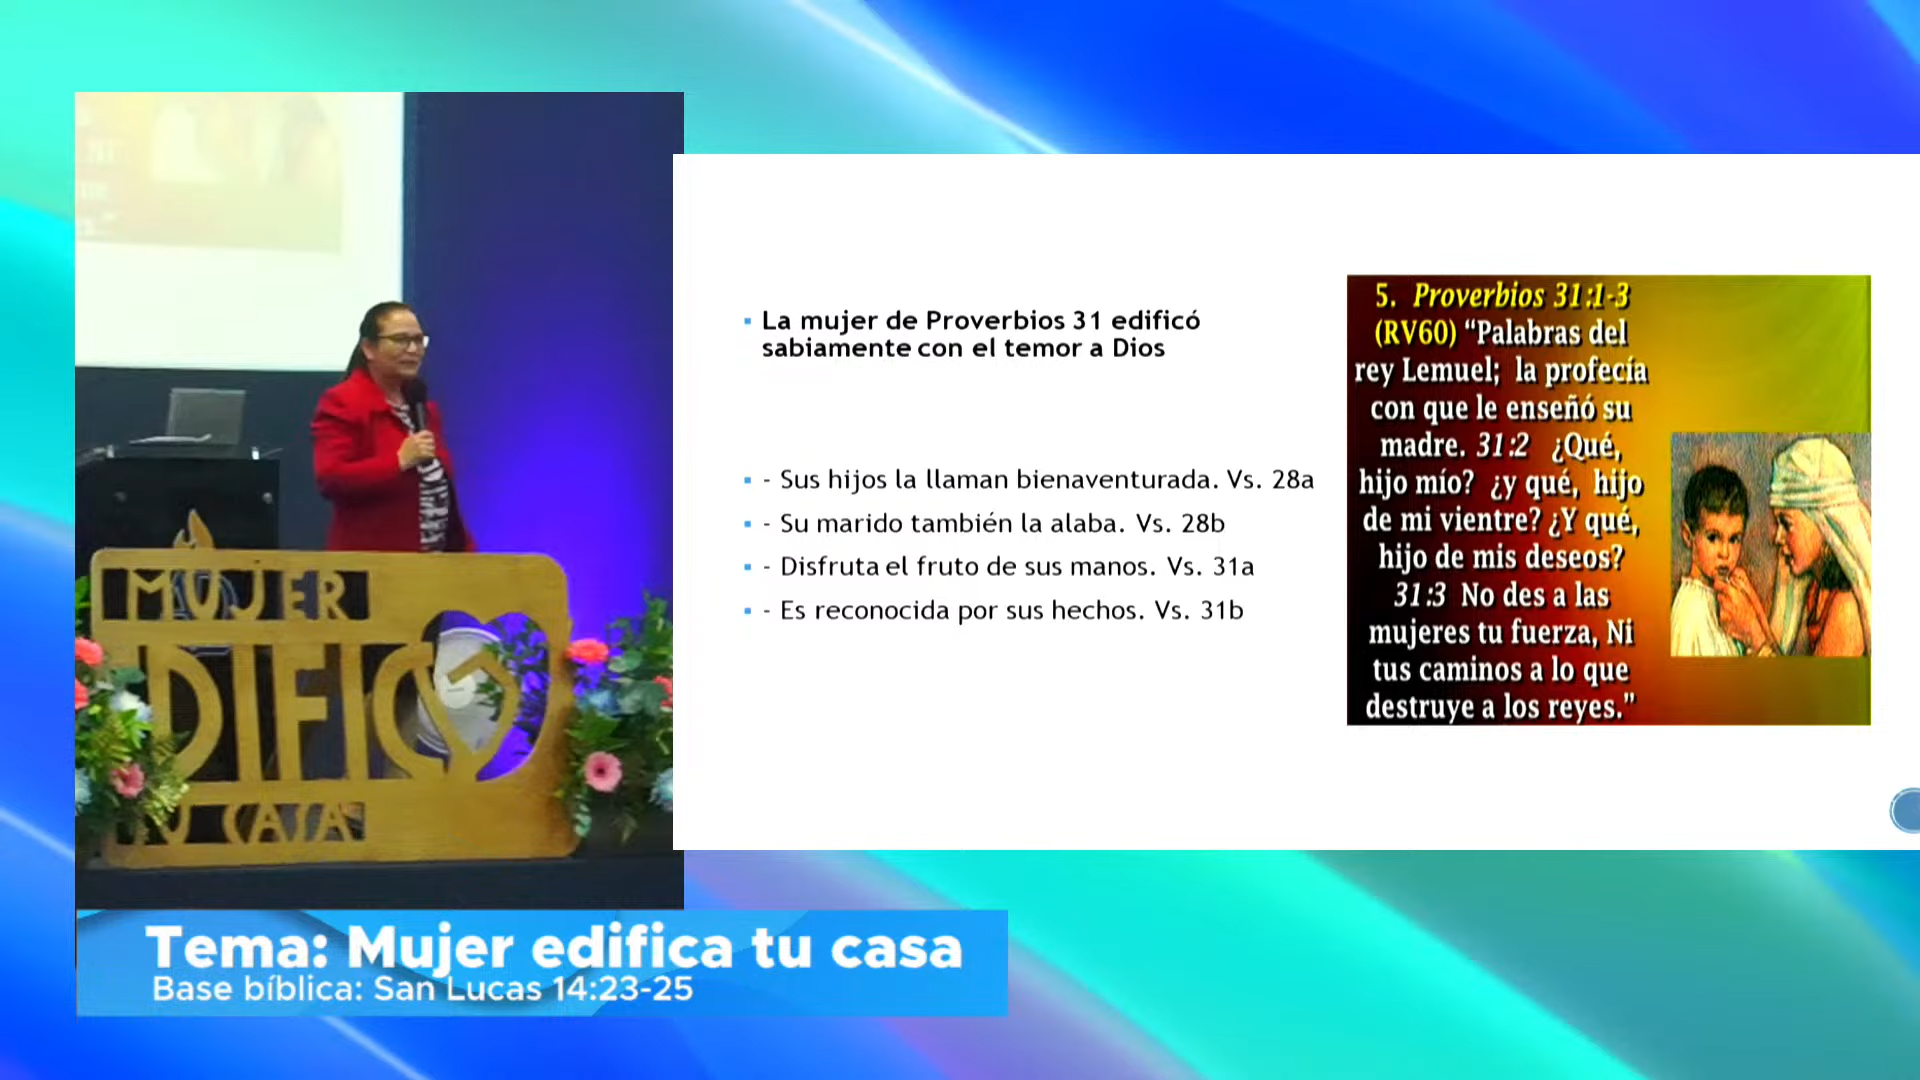 MUJER
DIFIC
U CASA
▪ La mujer de Proverbios 31 edificó
sabiamente con el temor a Dios
▪ - Sus hijos la llaman bienaventurada. Vs. 28a
▪ - Su marido también la alaba. Vs. 28b
▪ - Disfruta el fruto de sus manos. Vs. 31a
▪ - Es reconocida por sus hechos. Vs. 31b
5. Proverbios 31:1-3
(RV60) “Palabras del
rey Lemuel; la profecía
con que le enseñó su
madre. 31:2 ¿Qué,
hijo mío? ¿y qué, hijo
de mi vientre? ¿Y qué,
hijo de mis deseos?
31:3 No des a las
mujeres tu fuerza, Ni
tus caminos a lo que
destruye a los reyes.”
Tema: Mujer edifica tu casa
Base bíblica: San Lucas 14:23-25